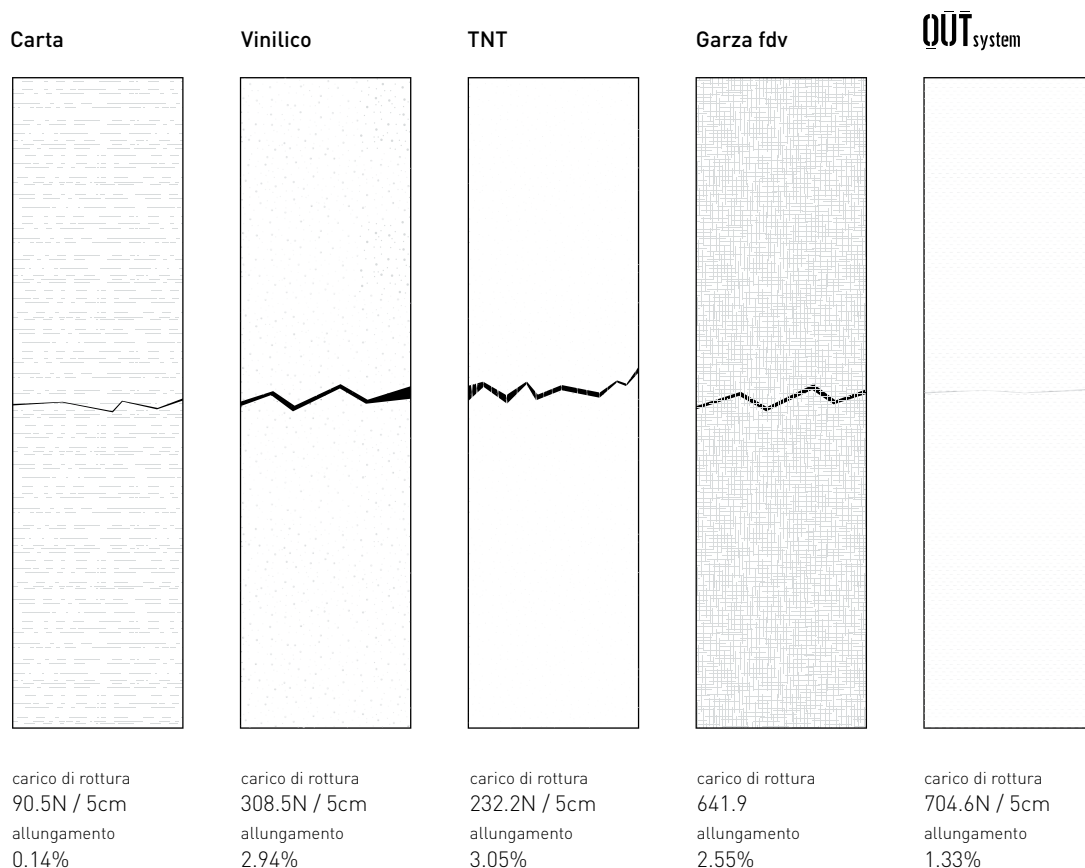 Carta
Vinilico
TNT
Garza fdv
OUT system
carico di rottura
90.5N / 5cm
allungamento
0.14%
carico di rottura
308.5N / 5cm
allungamento
2.94%
carico di rottura
232.2N / 5cm
allungamento
3.05%
carico di rottura
641.9
allungamento
2.55%
carico di rottura
704.6N / 5cm
allungamento
1.33%